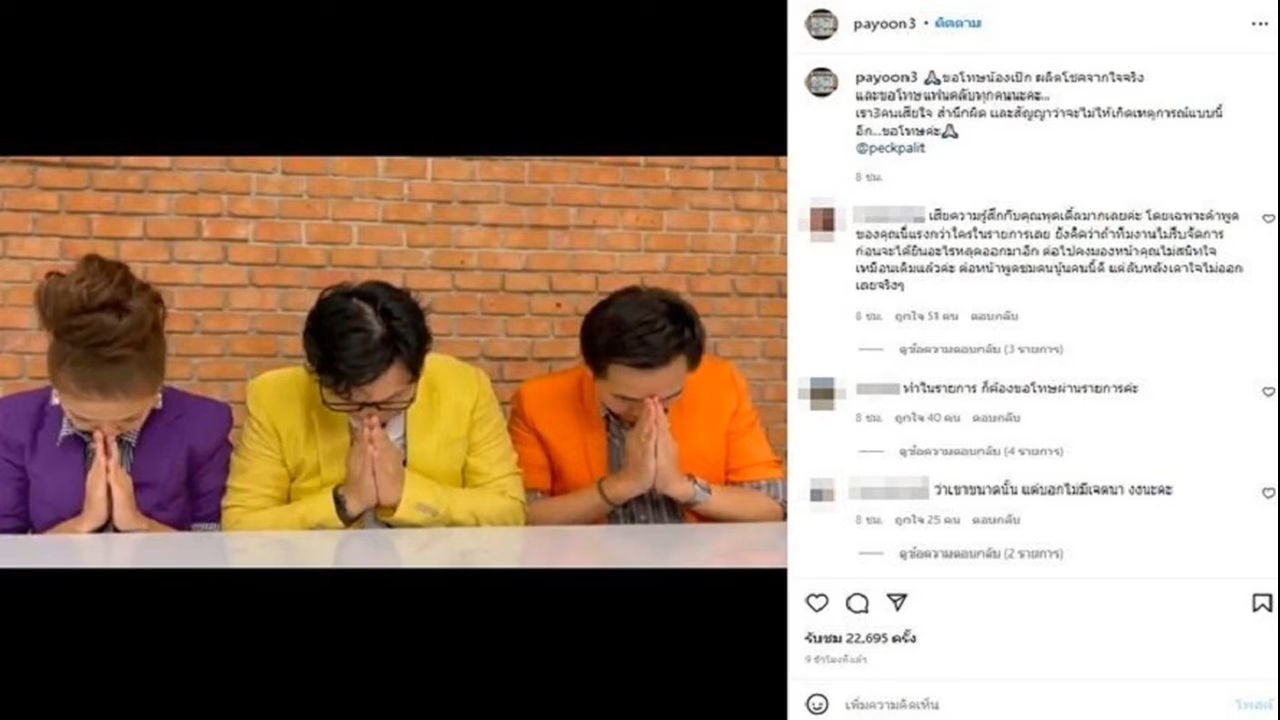 payoon3 • ติดตาม
payoon3 🙏ขอโทษน้องเป๊ก ผลิตโชคจากใจจริง
และขอโทษแฟนคลับทุกคนนะคะ...
เรา3คนเสียใจ สำนึกผิด และสัญญาว่าจะไม่ให้เกิดเหตุการณ์แบบนี้
อีก...ขอโทษค่ะ🙏
@peckpalit
8 ชม.
เสียความรู้สึกกับคุณพุดเดิ้ลมากเลยค่ะ โดยเฉพาะคำพูด
ของคุณนี่แรงกว่าใครในรายการเลย ยังคิดว่าถ้าทีมงานไม่รีบจัดการ
ก่อนจะได้ยินอะไรหลุดออกมาอีก ต่อไปคงมองหน้าคุณไม่สนิทใจ
เหมือนเดิมแล้วค่ะ ต่อหน้าพูดชมคนนู้นคนนี้ดี แต่ลับหลังเดาใจไม่ออก
เลยจริงๆ
8 ชม. ถูกใจ 51 คน ตอบกลับ
ดูข้อความตอบกลับ (3 รายการ)
ทำในรายการ ก็ต้องขอโทษผ่านรายการค่ะ
8 ชม. ถูกใจ 40 คน ตอบกลับ
ดูข้อความตอบกลับ (4 รายการ)
ว่าเขาขนาดนั้น แต่บอกไม่มีเจตนา งงนะคะ
8 ชม. ถูกใจ 25 คน ตอบกลับ
ดูข้อความตอบกลับ (2 รายการ)
รับชม 22,695 ครั้ง
9 ชั่วโมงที่แล้ว
เพิ่มความคิดเห็น
โพสต์